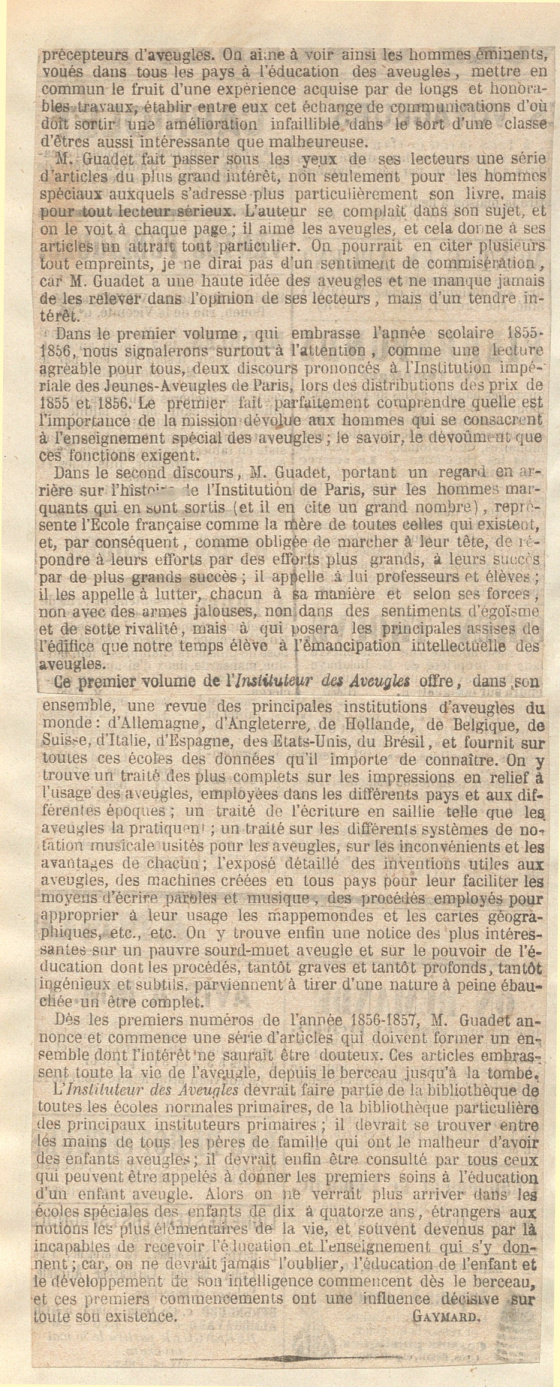 précepteurs d'aveugles. On aime à voir ainsi les hommes éminents,
voués dans tous les pays à l'éducation des aveugles, mettre en
commun le fruit d'une expérience acquise par de longs et honora-
bles travaux, établir entre eux cet échange de communications d'où
doit sortir une amélioration infaillible dans le sort d'une classe
d'êtres aussi intéressante que malheureuse.
M. Guadet fait passer sous les yeux de ses lecteurs une série
d'articles du plus grand intérêt, non seulement pour les hommes
spéciaux auxquels s'adresse plus particulièrement son livre, mais
pour tout lecteur sérieux. L'auteur se complaît dans son sujet, et
on le voit à chaque page; il aime les aveugles, et cela donne à ses
articles un attrait tout particulier. On pourrait en citer plusieurs
tout empreints, je ne dirai pas d'un sentiment de commisération,
car M. Guadet a une haute idée des aveugles et ne manque jamais
de les relever dans l'opinion de ses lecteurs, mais d'un tendre in-
térêt.
Dans le premier volume, qui embrasse l'année scolaire 1855-
1856, nous signalerons surtout à l'attention, comme une lecture
agréable pour tous, deux discours prononcés à l'Institution impé-
riale des Jeunes-Aveugles de Paris, lors des distributions des prix de
1855 et 1856. Le premier fait parfaitement comprendre quelle est
l'importance de la mission dévolue aux hommes qui se consacrent
à l'enseignement spécial des aveugles; le savoir, le dévoûment que
ces fonctions exigent.
Dans le second discours, M. Guadet, portant un regard en ar-
rière sur l'histoire de l'Institution de Paris, sur les hommes mar-
quants qui en sont sortis (et il en cite un grand nombre), repré-
sente l'Ecole française comme la mère de toutes celles qui existent,
et, par conséquent, comme obligée de marcher à leur tête, de ré-
pondre à leurs efforts par des efforts plus grands, à leurs succès
par de plus grands succès; il appelle à lui professeurs et élèves;
il les appelle à lutter, chacun à sa manière et selon ses forces,
non avec des armes jalouses, non dans des sentiments d'égoïsme
et de sotte rivalité, mais à qui posera les principales assises de
l'édifice que notre temps élève à l'émancipation intellectuelle des
aveugles.
Ce premier volume de l'Instituteur des Aveugles offre, dans son
ensemble, une revue des principales institutions d'aveugles du
monde: d'Allemagne, d'Angleterre, de Hollande, de Belgique, de
Suisse, d'Italie, d'Espagne, des Etats-Unis, du Brésil, et fournit sur
toutes ces écoles des données qu'il importe de connaître. On y
trouve un traité des plus complets sur les impressions en relief à
l'usage des aveugles, employées dans les différents pays et aux dif-
férentes époques; un traité de l'écriture en saillie telle que les
aveugles la pratiquent; un traité sur les différents systèmes de no-
tation musicale usités pour les aveugles, sur les inconvénients et les
avantages de chacun; l'exposé détaillé des inventions utiles aux
aveugles, des machines créées en tous pays pour leur faciliter les
moyens d'écrire paroles et musique, des procédés employés pour
approprier à leur usage les mappemondes et les cartes géogra-
phiques, etc., etc. On y trouve enfin une notice des plus intéres-
santes sur un pauvre sourd-muet aveugle et sur le pouvoir de l'é-
ducation dont les procédés, tantôt graves et tantôt profonds, tantôt
ingénieux et subtils, parviennent à tirer d'une nature à peine ébau-
chée un être complet.
Dès les premiers numéros de l'année 1856-1857, M. Guadet an-
nonce et commence une série d'articles qui doivent former un en-
semble dont l'intérêt ne saurait être douteux. Ces articles embras-
sent toute la vie de l'aveugle, depuis le berceau jusqu'à la tombe.
L'Instituteur des Aveugles devrait faire partie de la bibliothèque de
toutes les écoles normales primaires, de la bibliothèque particulière
des principaux instituteurs primaires; il devrait se trouver entre
les mains de tous les pères de famille qui ont le malheur d'avoir
des enfants aveugles; il devrait enfin être consulté par tous ceux
qui peuvent être appelés à donner les premiers soins à l'éducation
d'un enfant aveugle. Alors on ne verrait plus arriver dans les
écoles spéciales des enfants de dix à quatorze ans, étrangers aux
notions les plus élémentaires de la vie, et souvent devenus par là
incapables de recevoir l'éducation et l'enseignement qui s'y don-
nent; car, on ne devrait jamais l'oublier, l'éducation de l'enfant et
le développement de son intelligence commencent dès le berceau,
et ces premiers commencements ont une influence décisive sur
toute son existence. GAYMARD.